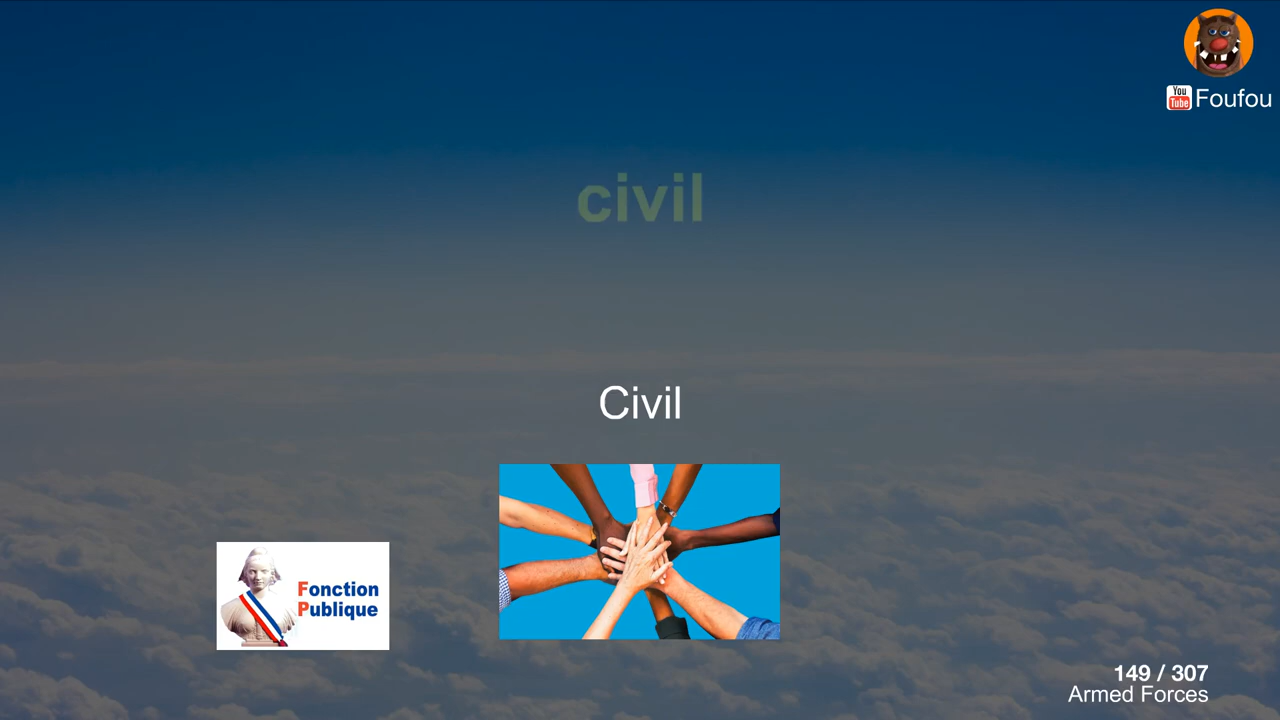 You
Tube
Foufou
civil
Civil
Fonction
Publique
149 / 307
Armed Forces